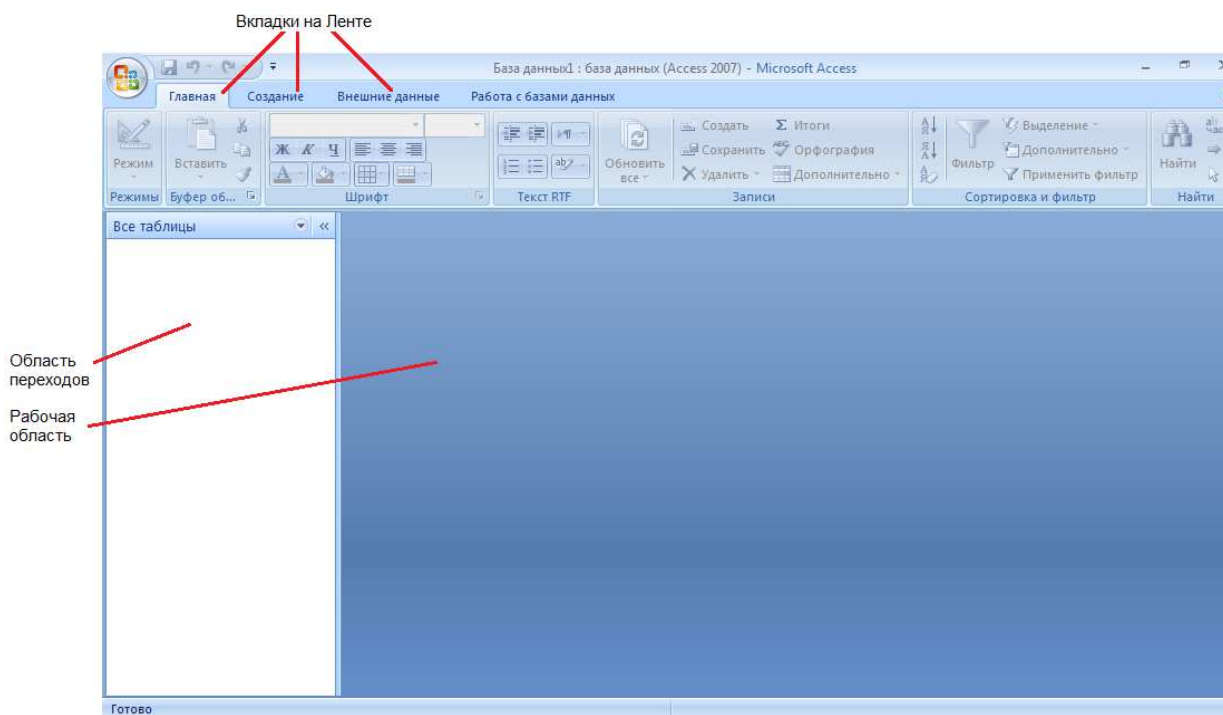 Вкладки на Ленте
База данных1 : база данных (Access 2007) - Microsoft Access
Главная Создание Внешние данные Работа с базами данных
Режим
Вставить
Ж К Ч
Обновить все
Создать
Сохранить
Удалить
Σ Итоги
Орфография
Дополнительно
Фильтр
Выделение
Дополнительно
Применить фильтр
Найти
Режимы Буфер об... Шрифт Текст RTF Записи Сортировка и фильтр Найти
Все таблицы
Область
переходов
Рабочая
область
Готово